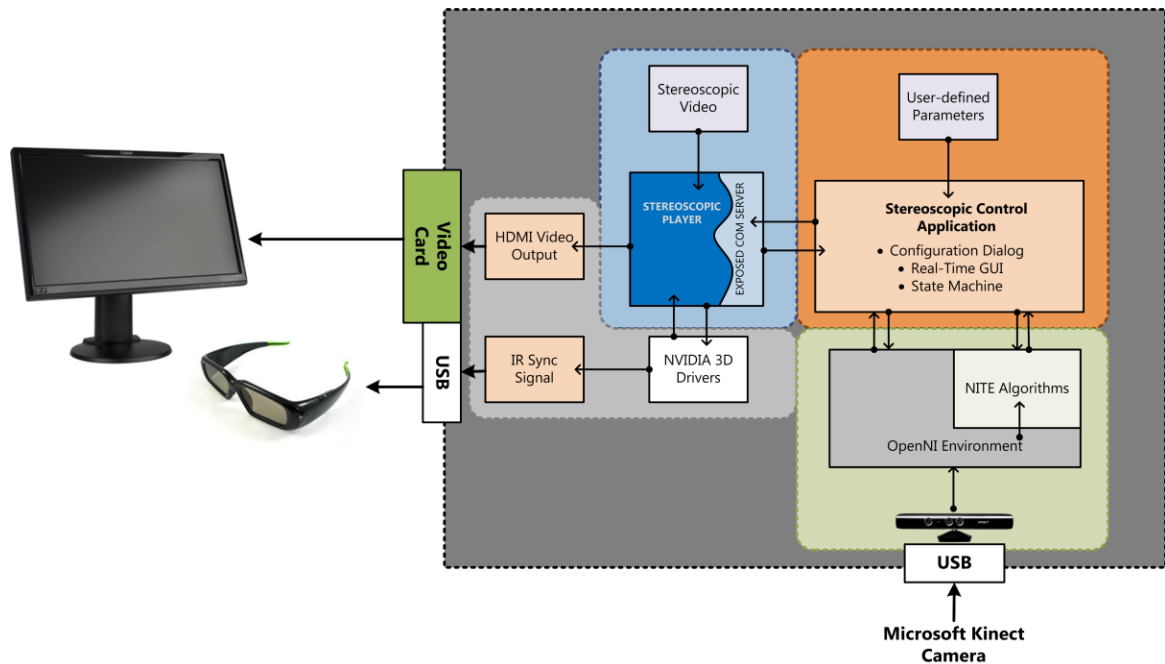 Stereoscopic
Video
User-defined
Parameters
STEREOSCOPIC
PLAYER
EXPOSED COM SERVER
Stereoscopic Control
Application
• Configuration Dialog
• Real-Time GUI
• State Machine
Video
Card
HDMI Video
Output
USB
IR Sync
Signal
NVIDIA 3D
Drivers
NITE Algorithms
OpenNI Environment
KINECT
USB
Microsoft Kinect
Camera